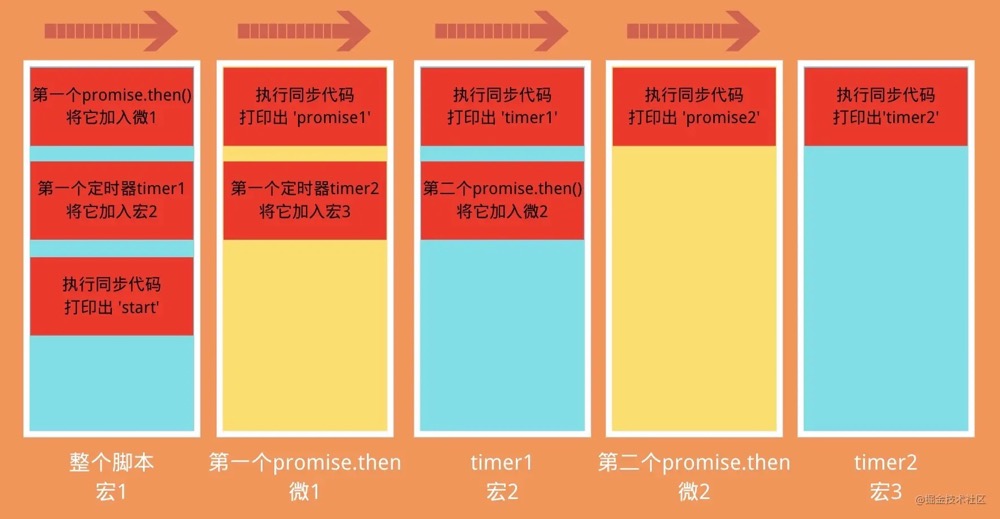 第一个promise.then()
将它加入微1
第一个定时器timer1
将它加入宏2
执行同步代码
打印出 'start'
整个脚本
宏1
执行同步代码
打印出 'promise1'
第一个定时器timer2
将它加入宏3
第一个promise.then
微1
执行同步代码
打印出 'timer1'
第二个promise.then()
将它加入微2
timer1
宏2
执行同步代码
打印出 'promise2'
第二个promise.then
微2
执行同步代码
打印出'timer2'
timer2
宏3
@掘金技术社区